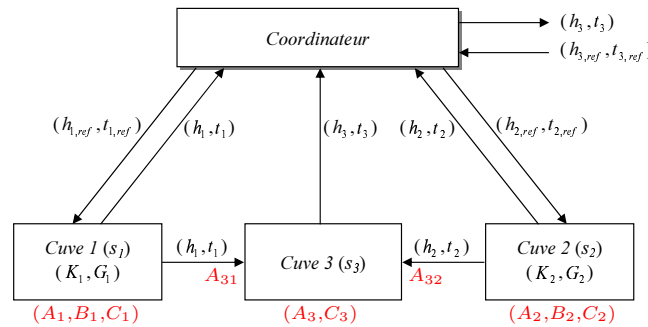 Coordinateur
(h₃, t₃)
(h₃,ref, t₃,ref)
(h₁,ref, t₁,ref)
(h₁, t₁)
(h₃, t₃)
(h₂, t₂)
(h₂,ref, t₂,ref)
Cuve 1 (s₁)
(K₁, G₁)
(h₁, t₁)
A₃₁
Cuve 3 (s₃)
(h₂, t₂)
A₃₂
Cuve 2 (s₂)
(K₂, G₂)
(A₁,B₁,C₁)
(A₃,C₃)
(A₂,B₂,C₂)